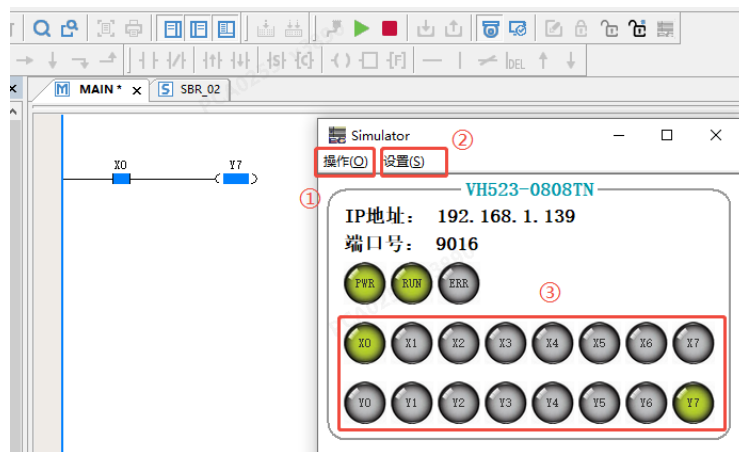 DEL
MAIN * x SBR_02
Simulator
②
操作(O) 设置(S)
①
X0 Y7
VH523-0808TN
IP地址: 192.168.1.139
端口号: 9016
PWR RUN ERR
③
X0 X1 X2 X3 X4 X5 X6 X7
Y0 Y1 Y2 Y3 Y4 Y5 Y6 Y7